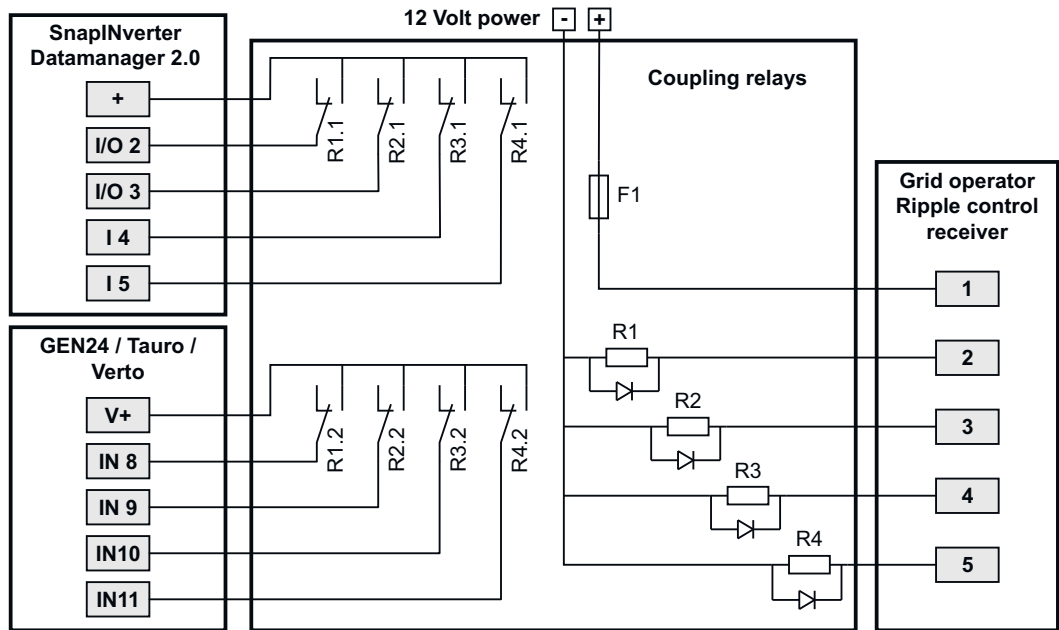 12 Volt power - +
SnapINverter
Datamanager 2.0
+
I/O 2
I/O 3
I 4
I 5
R1.1
R2.1
R3.1
R4.1
Coupling relays
F1
GEN24 / Tauro /
Verto
V+
IN 8
IN 9
IN10
IN11
R1.2
R2.2
R3.2
R4.2
R1
R2
R3
R4
Grid operator
Ripple control
receiver
1
2
3
4
5